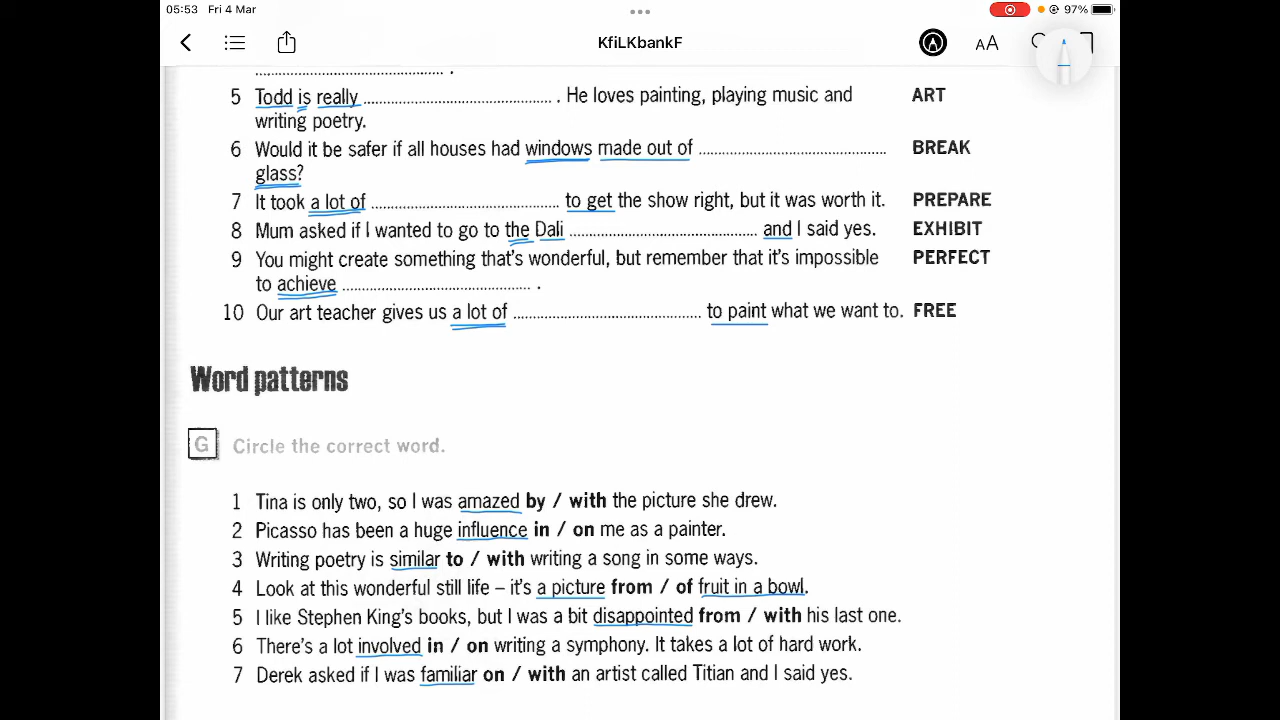 05:53 Fri 4 Mar 97%
KfiLKbankF
AA
5 Todd is really .............................................. . He loves painting, playing music and ART
writing poetry.
6 Would it be safer if all houses had windows made out of .............................................. BREAK
glass?
7 It took a lot of .............................................. to get the show right, but it was worth it. PREPARE
8 Mum asked if I wanted to go to the Dali .............................................. and I said yes. EXHIBIT
9 You might create something that's wonderful, but remember that it's impossible PERFECT
to achieve .............................................. .
10 Our art teacher gives us a lot of .............................................. to paint what we want to. FREE
Word patterns
G Circle the correct word.
1 Tina is only two, so I was amazed by / with the picture she drew.
2 Picasso has been a huge influence in / on me as a painter.
3 Writing poetry is similar to / with writing a song in some ways.
4 Look at this wonderful still life – it's a picture from / of fruit in a bowl.
5 I like Stephen King's books, but I was a bit disappointed from / with his last one.
6 There's a lot involved in / on writing a symphony. It takes a lot of hard work.
7 Derek asked if I was familiar on / with an artist called Titian and I said yes.